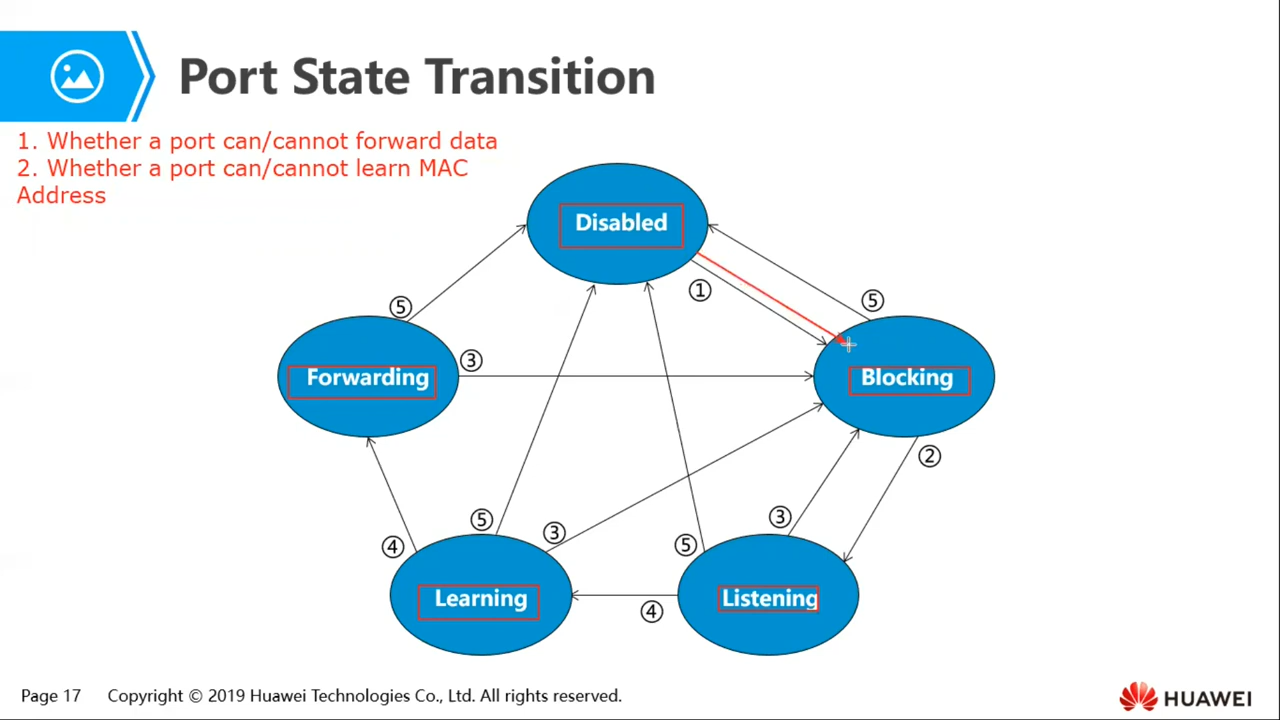 Port State Transition
1. Whether a port can/cannot forward data
2. Whether a port can/cannot learn MAC
Address
Disabled
①
⑤
⑤
Forwarding
③
Blocking
②
⑤
③
③
④
⑤
Learning
Listening
④
Page 17 Copyright © 2019 Huawei Technologies Co., Ltd. All rights reserved.
HUAWEI